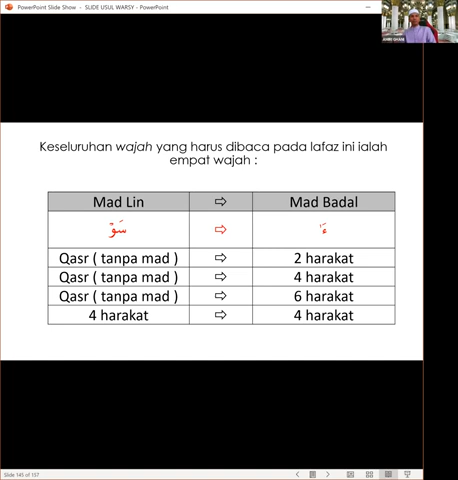 PowerPoint Slide Show - SLIDE USUL WARSY - PowerPoint
Keseluruhan wajah yang harus dibaca pada lafaz ini ialah
empat wajah :
Mad Lin ⇨ Mad Badal
سَوْ ⇨ ءَا
Qasr ( tanpa mad ) ⇨ 2 harakat
Qasr ( tanpa mad ) ⇨ 4 harakat
Qasr ( tanpa mad ) ⇨ 6 harakat
4 harakat ⇨ 4 harakat
Slide 145 of 157